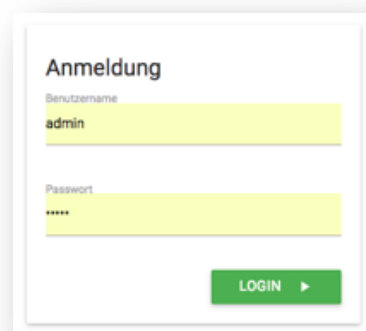 Anmeldung
Benutzername
admin
Passwort
•••••
LOGIN